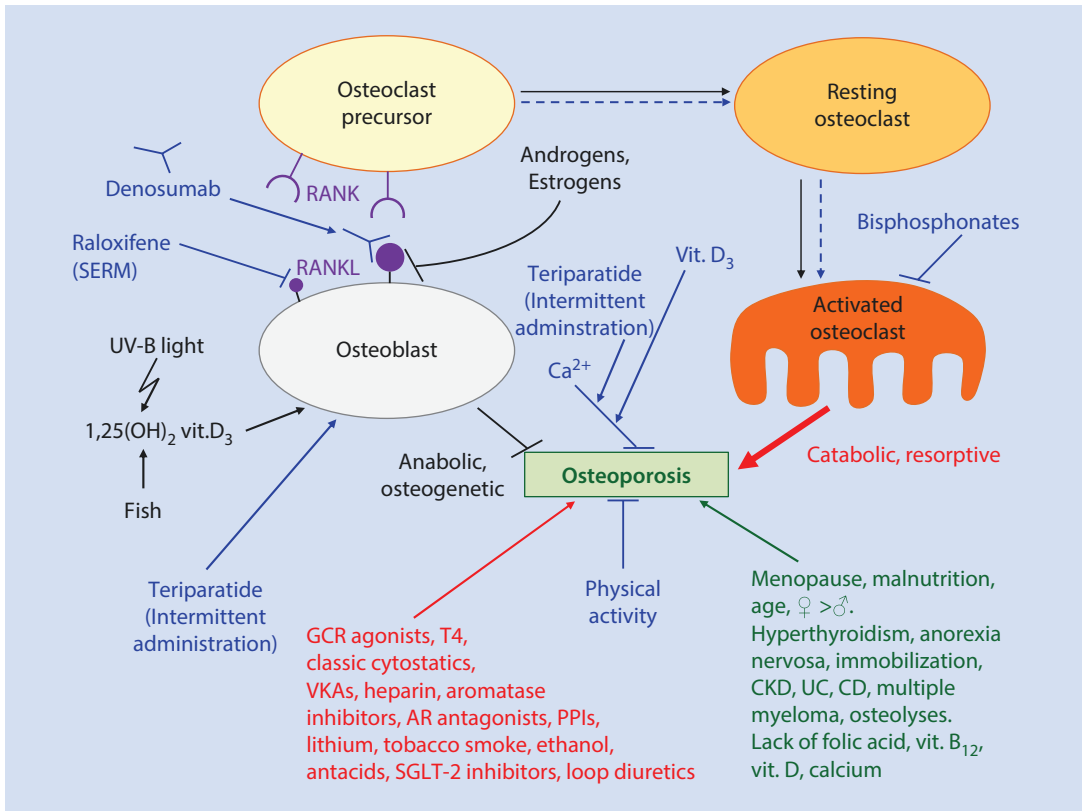 Osteoclast
precursor
Resting
osteoclast
Androgens,
Estrogens
Denosumab
RANK
Raloxifene
(SERM)
RANKL
Bisphosphonates
Vit. D₃
Teriparatide
(Intermittent
adminstration)
Activated
osteoclast
UV-B light
Osteoblast
Ca²⁺
1,25(OH)₂ vit.D₃
Fish
Anabolic,
osteogenetic
Osteoporosis
Catabolic, resorptive
Teriparatide
(Intermittent
administration)
Physical
activity
GCR agonists, T4,
classic cytostatics,
VKAs, heparin, aromatase
inhibitors, AR antagonists, PPIs,
lithium, tobacco smoke, ethanol,
antacids, SGLT-2 inhibitors, loop diuretics
Menopause, malnutrition,
age, ♀ >♂.
Hyperthyroidism, anorexia
nervosa, immobilization,
CKD, UC, CD, multiple
myeloma, osteolyses.
Lack of folic acid, vit. B₁₂,
vit. D, calcium